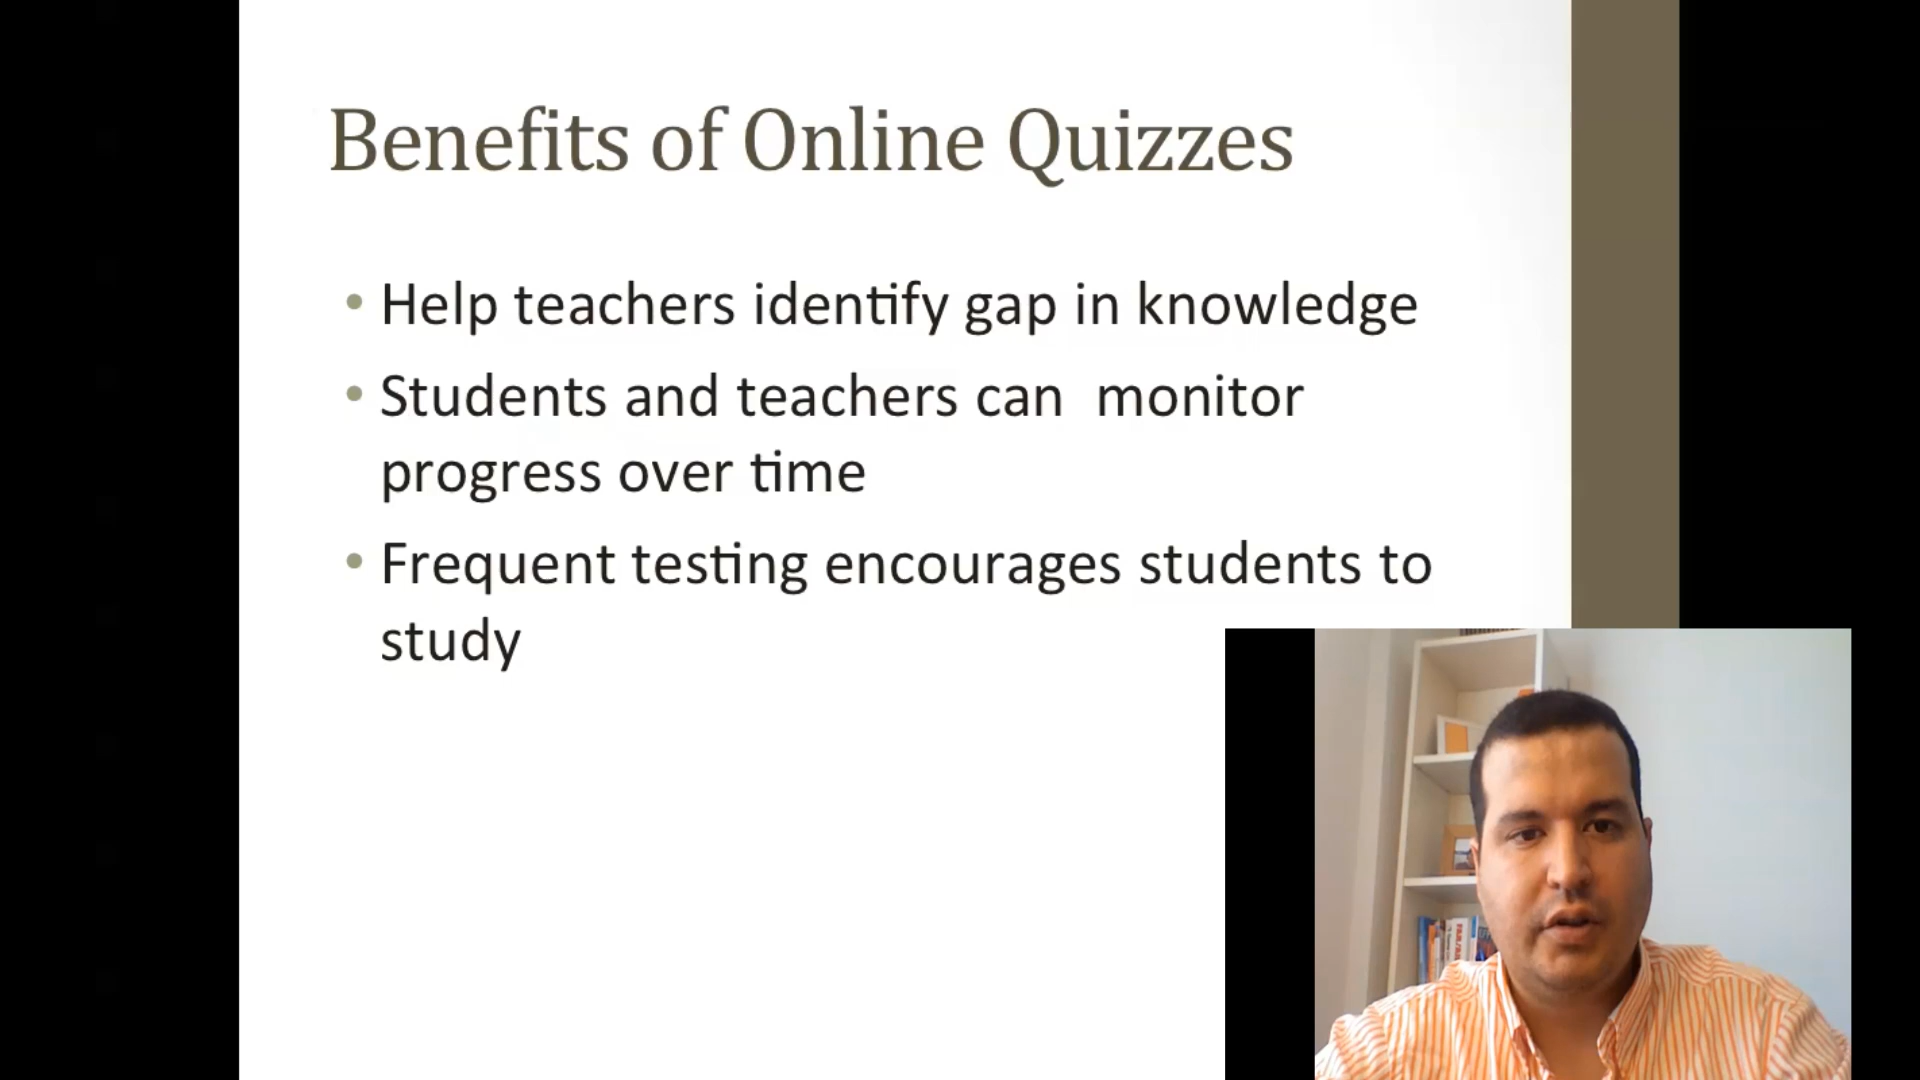 Benefits of Online Quizzes
• Help teachers identify gap in knowledge
• Students and teachers can  monitor
progress over time
• Frequent testing encourages students to
study